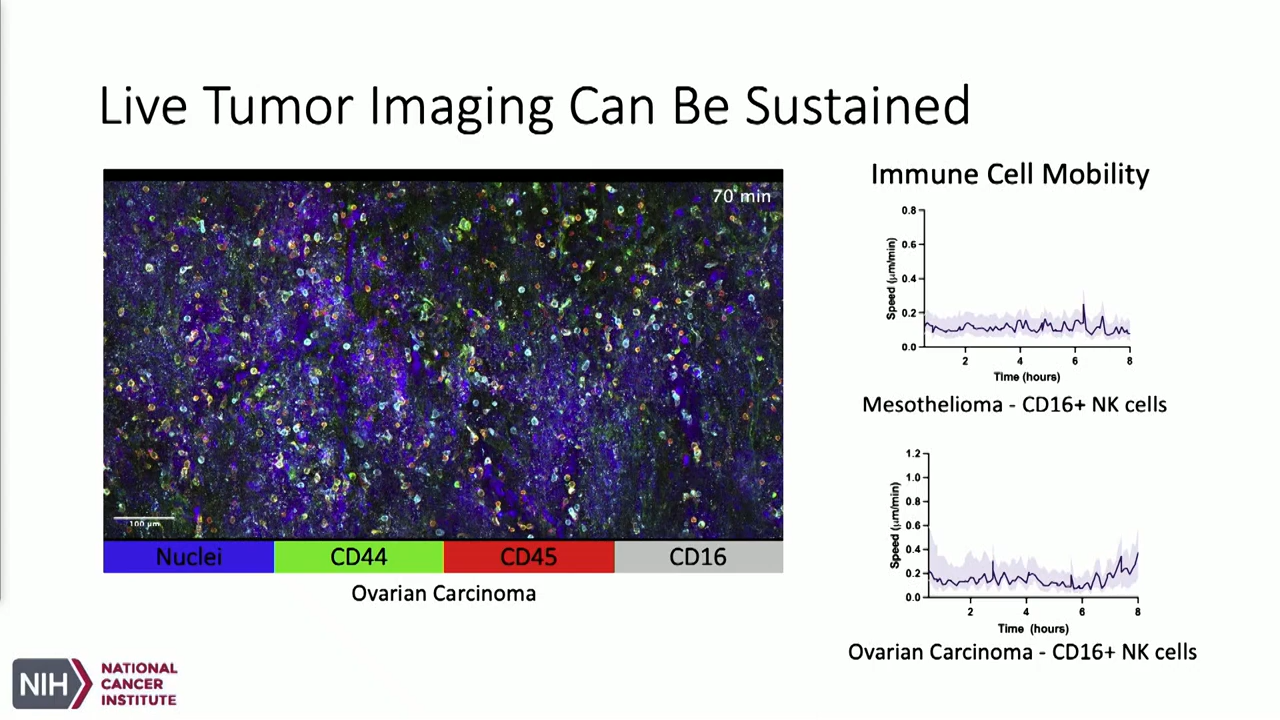 Live Tumor Imaging Can Be Sustained
70 min
100 µm
Nuclei CD44 CD45 CD16
Ovarian Carcinoma
Immune Cell Mobility
0.8
0.6
0.4
0.2
0.0
Speed (µm/min)
2 4 6 8
Time (hours)
Mesothelioma - CD16+ NK cells
1.2
1.0
0.8
0.6
0.4
0.2
0.0
Speed (µm/min)
2 4 6 8
Time (hours)
Ovarian Carcinoma - CD16+ NK cells
NIH
NATIONAL
CANCER
INSTITUTE